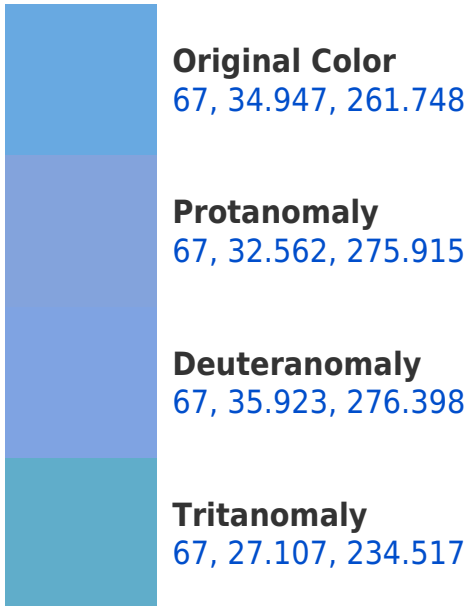 Original Color
67, 34.947, 261.748
Protanomaly
67, 32.562, 275.915
Deuteranomaly
67, 35.923, 276.398
Tritanomaly
67, 27.107, 234.517